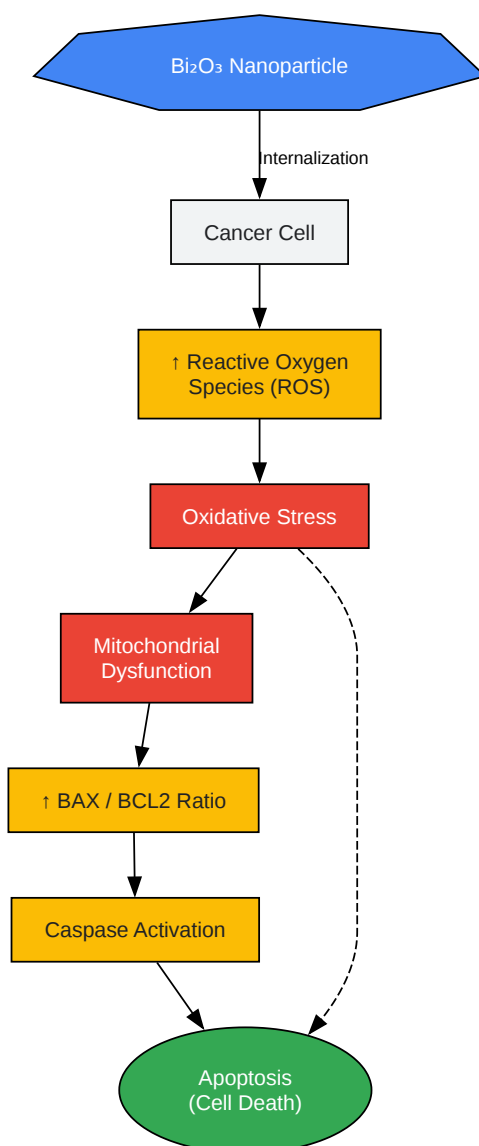 Bi₂O₃ Nanoparticle
Internalization
Cancer Cell
↑ Reactive Oxygen
Species (ROS)
Oxidative Stress
Mitochondrial
Dysfunction
↑ BAX / BCL2 Ratio
Caspase Activation
Apoptosis
(Cell Death)